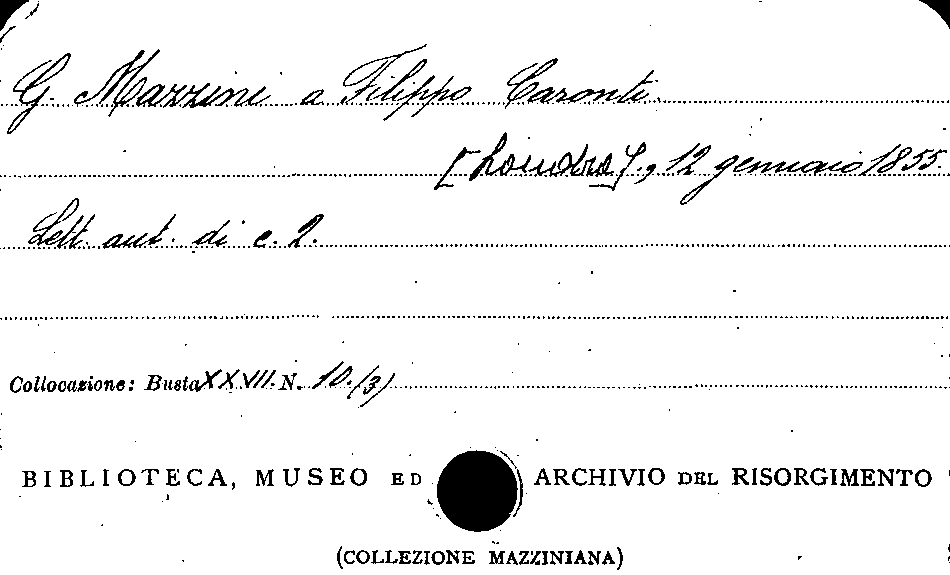 G. Mazzini a Filippo Caronti.
[Londra], 12 gennaio 1855.
Lett. aut. di c. 2.
Collocazione: Busta XXVII. N. 10. (3)
BIBLIOTECA, MUSEO ED ARCHIVIO DEL RISORGIMENTO
(COLLEZIONE MAZZINIANA)